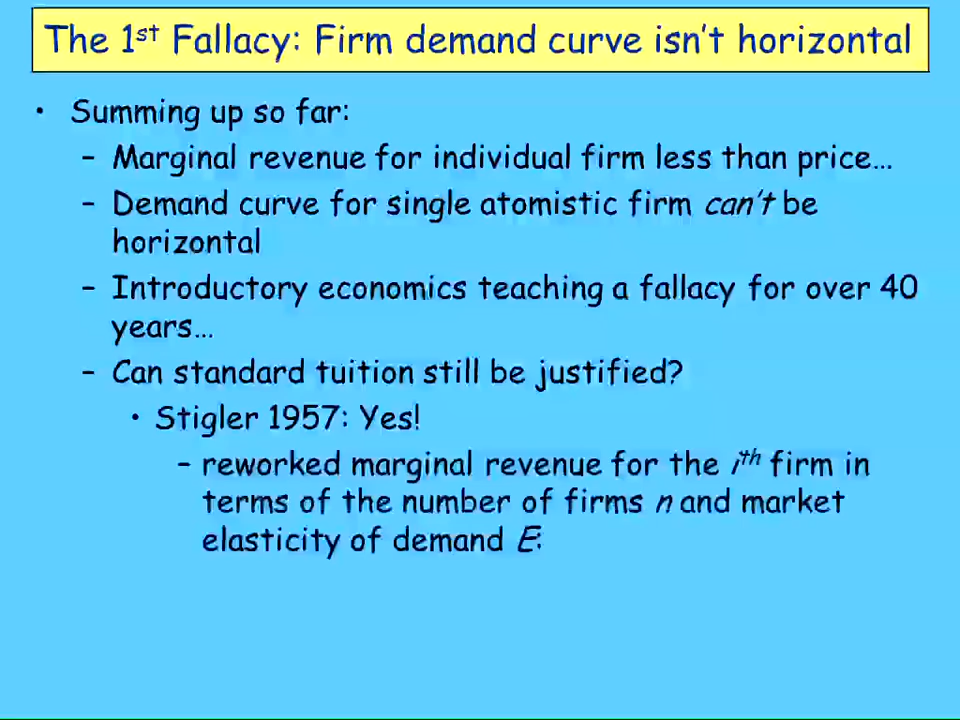 The 1st Fallacy: Firm demand curve isn't horizontal
• Summing up so far:
– Marginal revenue for individual firm less than price…
– Demand curve for single atomistic firm can't be
horizontal
– Introductory economics teaching a fallacy for over 40
years…
– Can standard tuition still be justified?
• Stigler 1957: Yes!
– reworked marginal revenue for the ith firm in
terms of the number of firms n and market
elasticity of demand E: